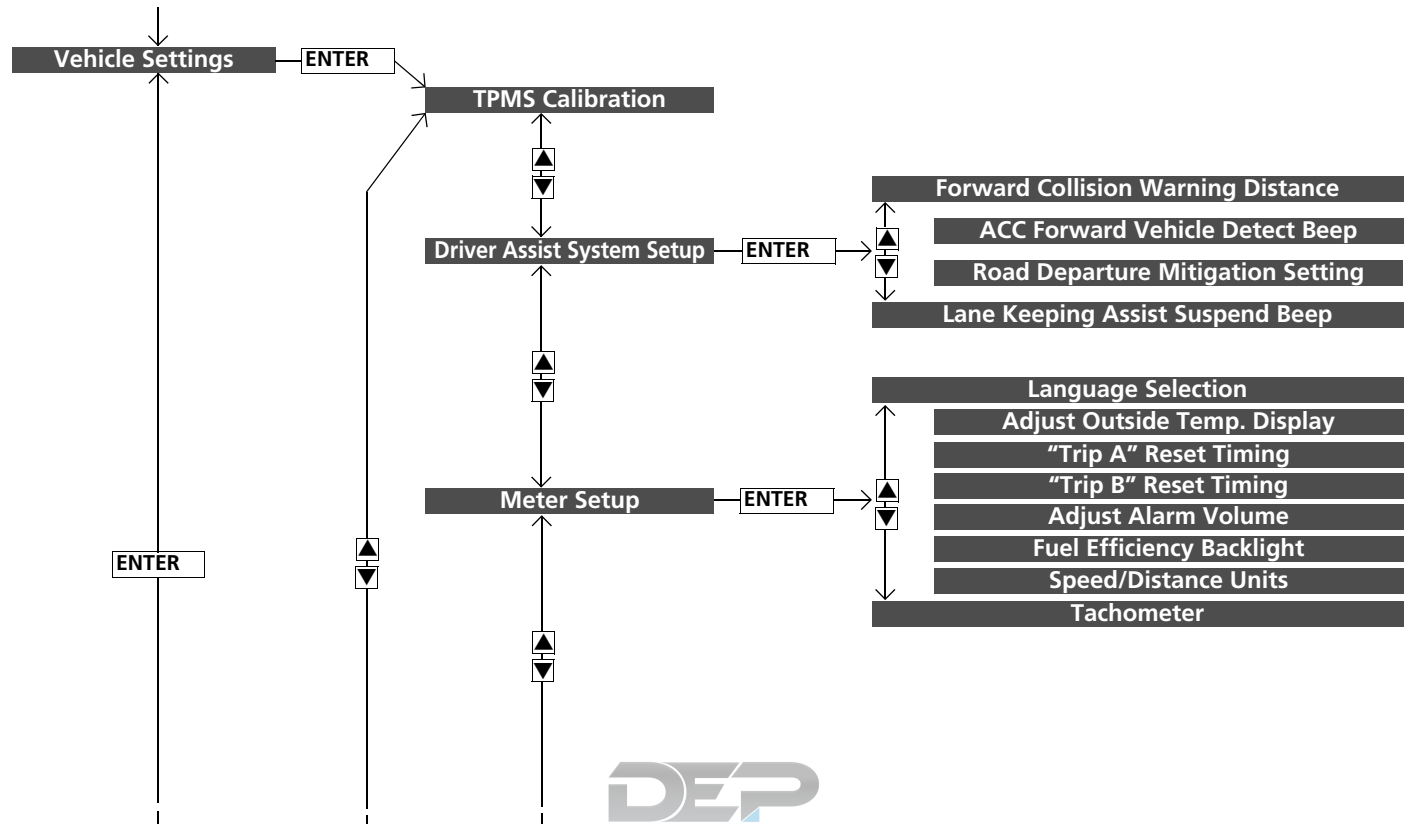 Vehicle Settings
ENTER
TPMS Calibration
Driver Assist System Setup
ENTER
Forward Collision Warning Distance
ACC Forward Vehicle Detect Beep
Road Departure Mitigation Setting
Lane Keeping Assist Suspend Beep
Meter Setup
ENTER
Language Selection
Adjust Outside Temp. Display
“Trip A” Reset Timing
“Trip B” Reset Timing
Adjust Alarm Volume
Fuel Efficiency Backlight
Speed/Distance Units
Tachometer
ENTER
DEP